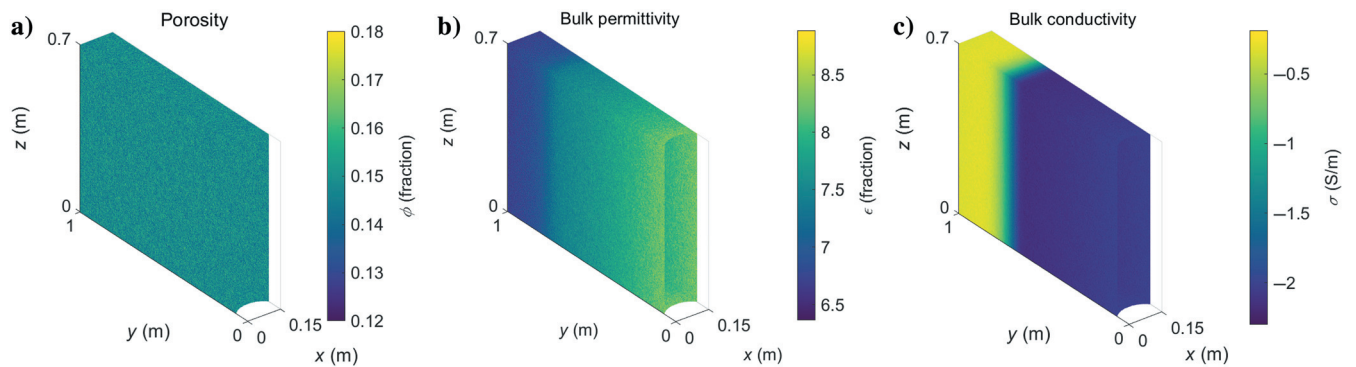 a)
Porosity
0.7
z (m)
0
1
y (m)
0
0
0.15
x (m)
0.18
0.17
0.16
0.15
0.14
0.13
0.12
ϕ (fraction)
b)
Bulk permittivity
0.7
z (m)
0
1
y (m)
0
0
0.15
x (m)
8.5
8
7.5
7
6.5
ϵ (fraction)
c)
Bulk conductivity
0.7
z (m)
0
1
y (m)
0
0
0.15
x (m)
−0.5
−1
−1.5
−2
σ (S/m)